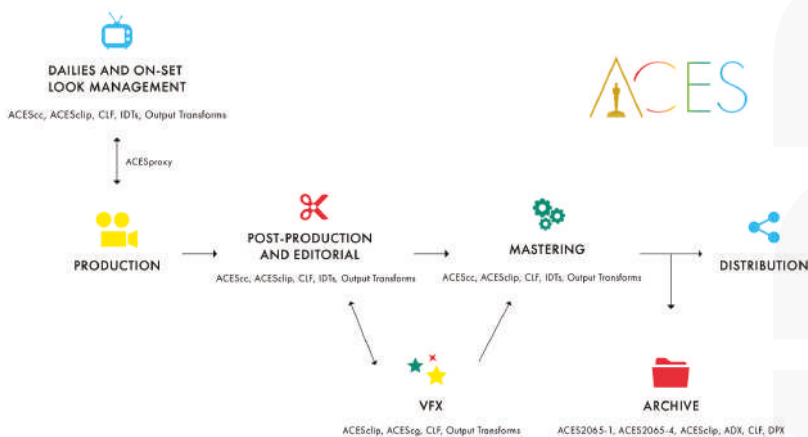 DAILIES AND ON-SET
LOOK MANAGEMENT
ACEScc, ACESclip, CLF, IDTs, Output Transforms
ACES
ACESproxy
PRODUCTION
POST-PRODUCTION
AND EDITORIAL
ACEScc, ACESclip, CLF, IDTs, Output Transforms
MASTERING
ACEScc, ACESclip, CLF, IDTs, Output Transforms
DISTRIBUTION
VFX
ACESclip, ACEScg, CLF, Output Transforms
ARCHIVE
ACES2065-1, ACES2065-4, ACESclip, ADX, CLF, DPX